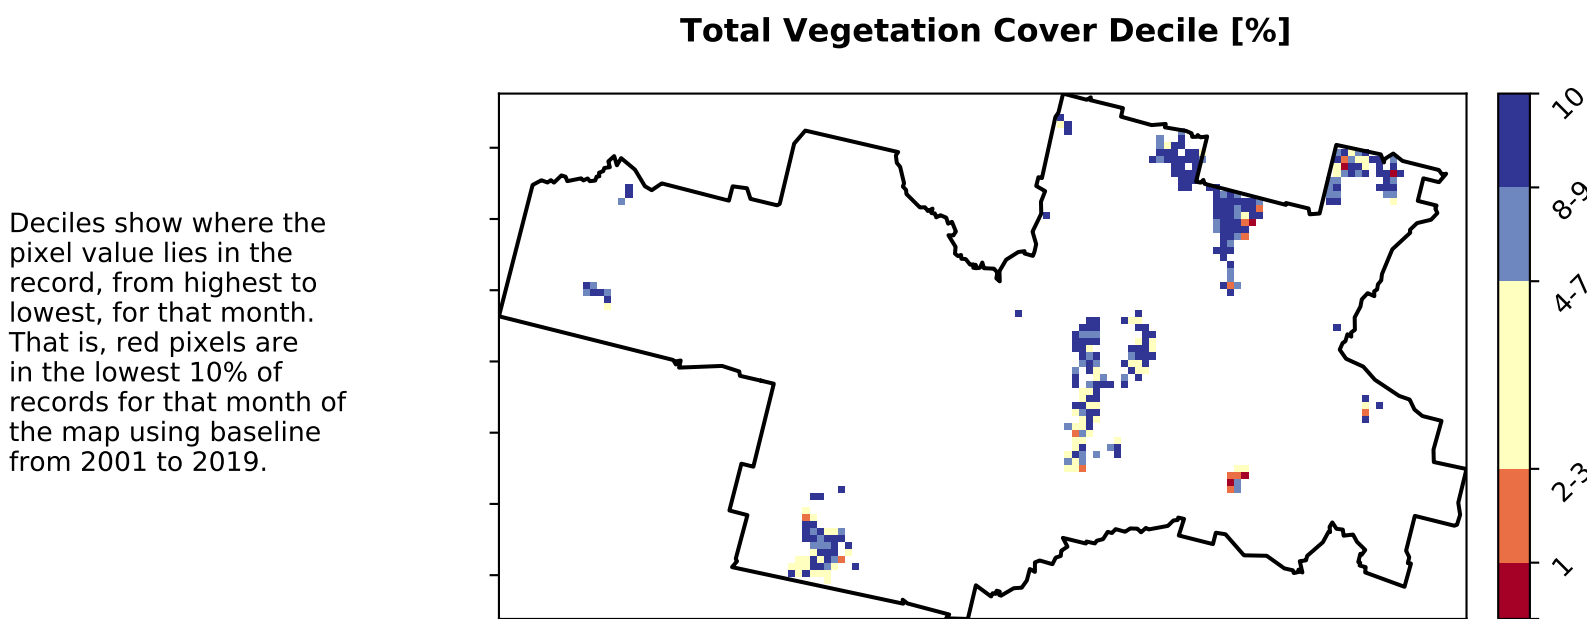 Total Vegetation Cover Decile [%]
Deciles show where the
pixel value lies in the
record, from highest to
lowest, for that month.
That is, red pixels are
in the lowest 10% of
records for that month of
the map using baseline
from 2001 to 2019.
10
8-9
4-7
2-3
1